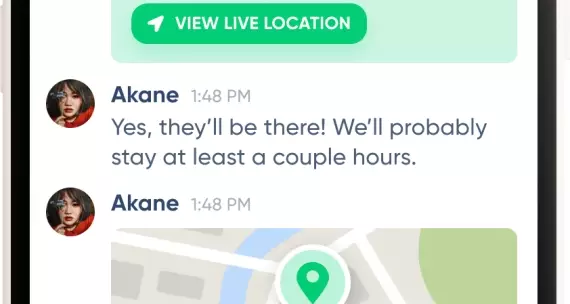 VIEW LIVE LOCATION
Akane 1:48 PM
Yes, they’ll be there! We’ll probably
stay at least a couple hours.
Akane 1:48 PM